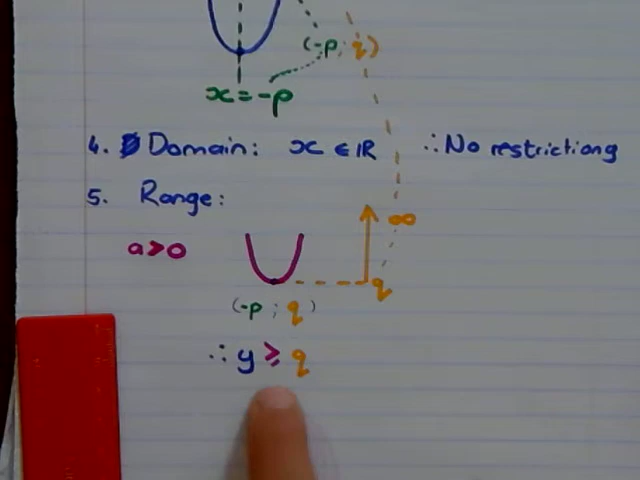 (-p ; q)
x = -p
4. Domain: x ∈ ℝ ∴ No restrictions
5. Range:
∞
a > 0
q
(-p ; q)
∴ y ≥ q